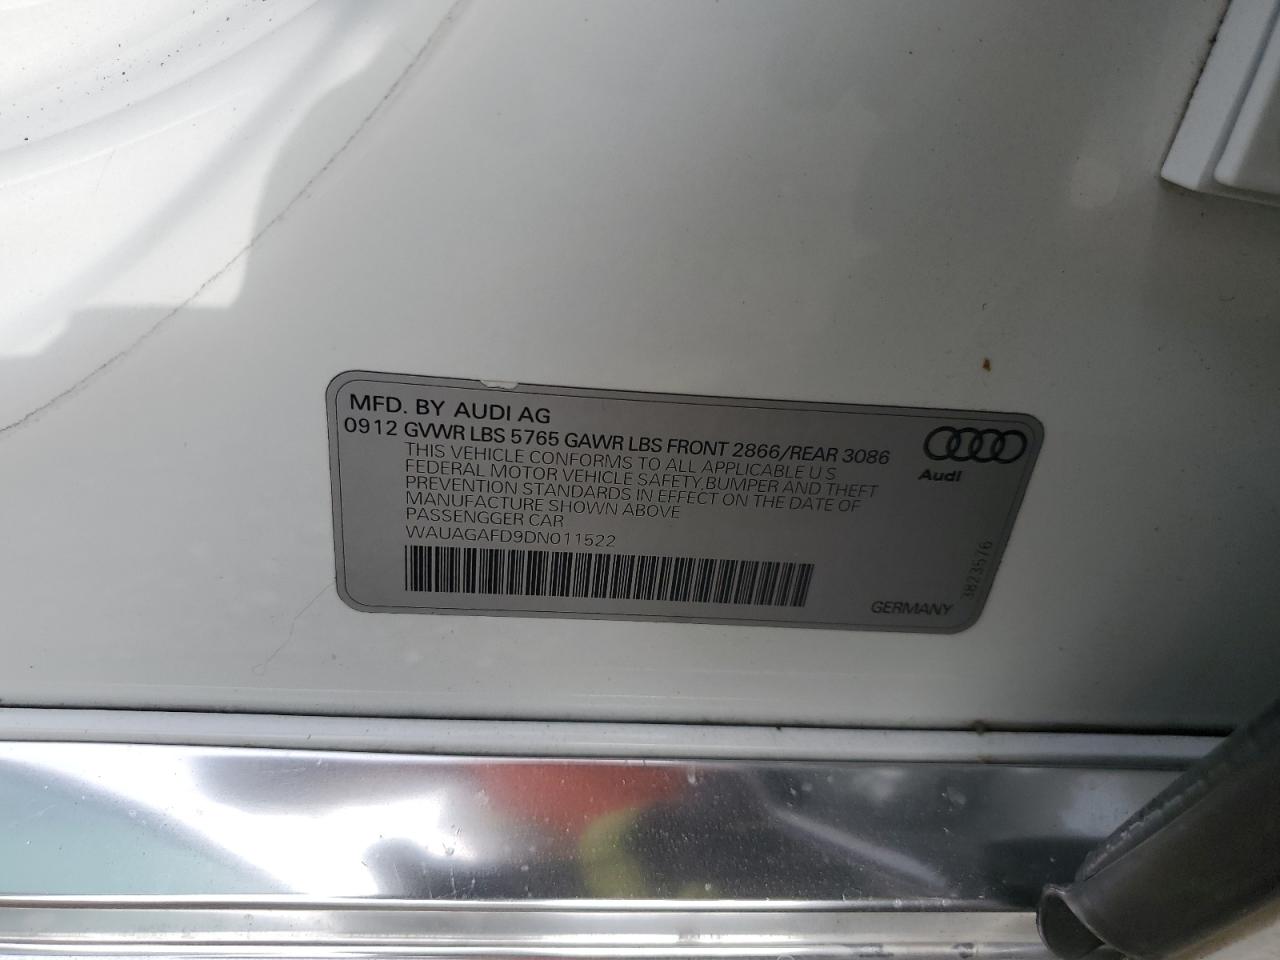 MFD. BY AUDI AG
0912 GVWR LBS 5765 GAWR LBS FRONT 2866/REAR 3086
THIS VEHICLE CONFORMS TO ALL APPLICABLE U S
FEDERAL MOTOR VEHICLE SAFETY,BUMPER AND THEFT
PREVENTION STANDARDS IN EFFECT ON THE DATE OF
MANUFACTURE SHOWN ABOVE
PASSENGGER CAR
WAUAGAFD9DN011522
Audi
3823576
GERMANY